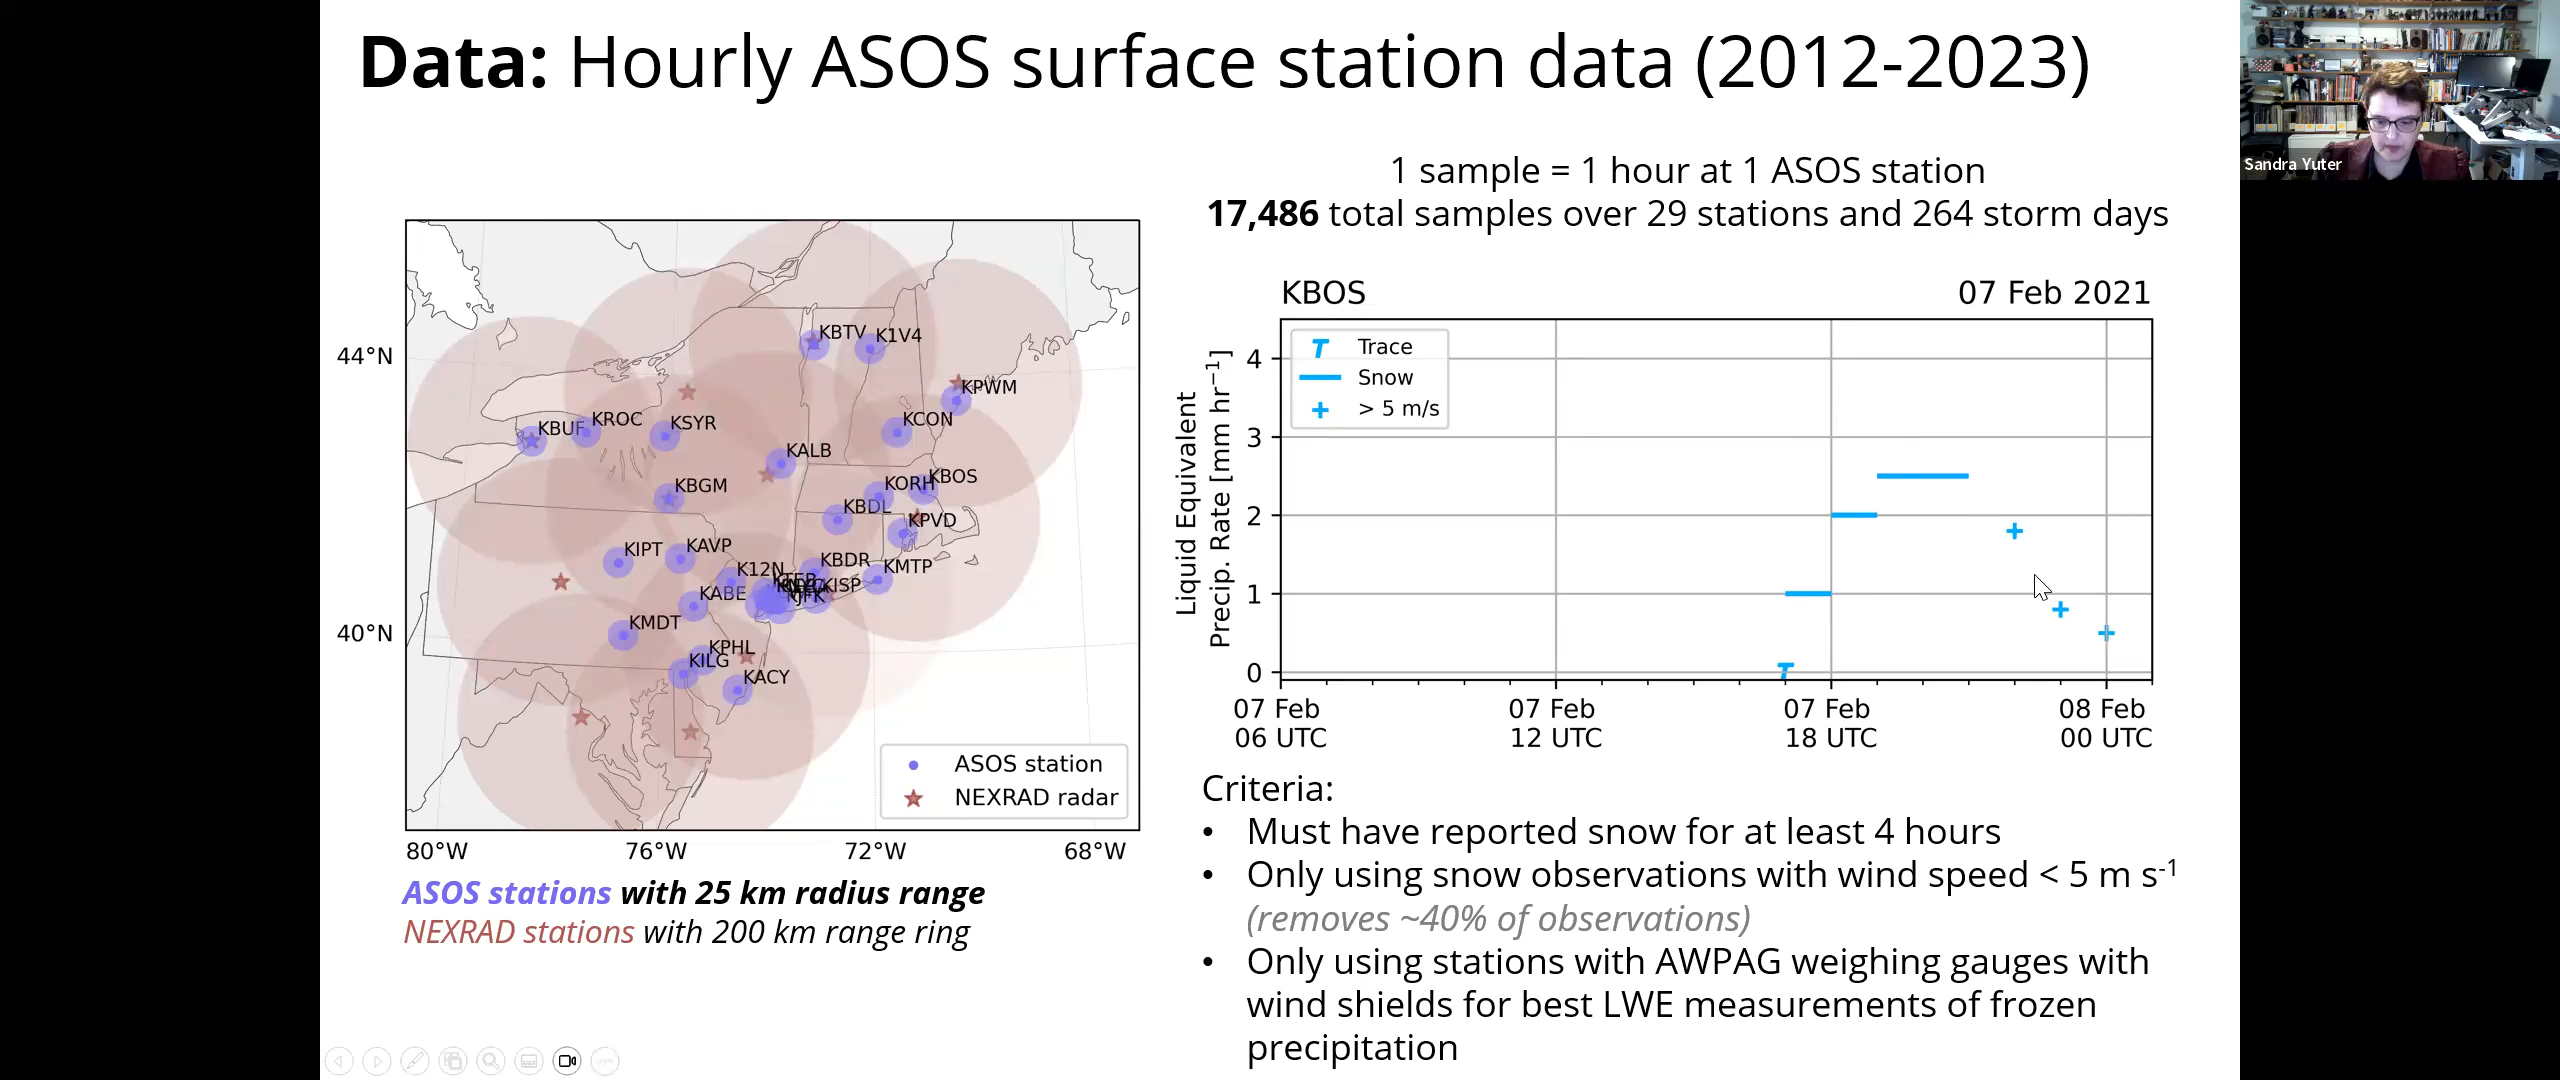 Data: Hourly ASOS surface station data (2012-2023)
Sandra Yuter
1 sample = 1 hour at 1 ASOS station
17,486 total samples over 29 stations and 264 storm days
44°N
40°N
80°W
76°W
72°W
68°W
KBTV
K1V4
KPWM
KCON
KROC
KBUF
KSYR
KALB
KBGM
KORH
KBOS
KBDL
KPVD
KIPT
KAVP
K12N
KBDR
KMTP
KISP
KJFK
KABE
KMDT
KPHL
KILG
KACY
ASOS station
NEXRAD radar
ASOS stations with 25 km radius range
NEXRAD stations with 200 km range ring
KBOS
07 Feb 2021
Liquid Equivalent
Precip. Rate [mm hr⁻¹]
Trace
Snow
> 5 m/s
4
3
2
1
0
07 Feb
06 UTC
07 Feb
12 UTC
07 Feb
18 UTC
08 Feb
00 UTC
Criteria:
• Must have reported snow for at least 4 hours
• Only using snow observations with wind speed < 5 m s⁻¹
(removes ~40% of observations)
• Only using stations with AWPAG weighing gauges with
wind shields for best LWE measurements of frozen
precipitation